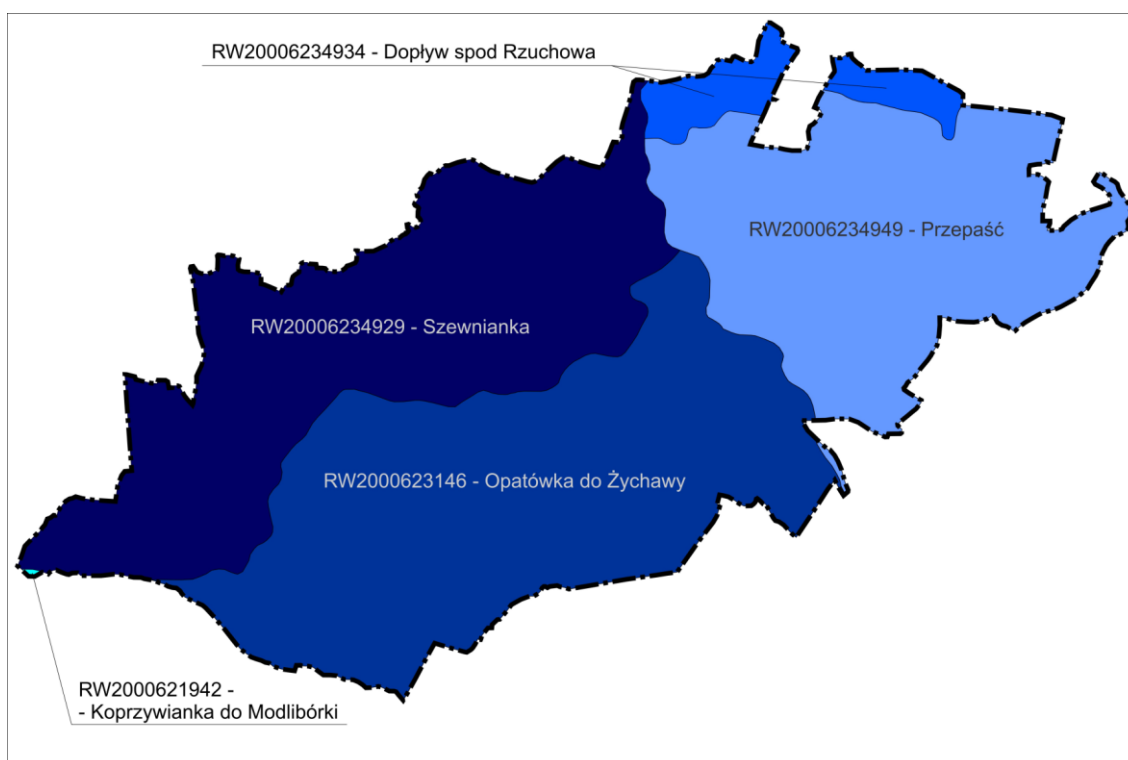 RW20006234934 - Dopływ spod Rzuchowa
RW20006234949 - Przepaść
RW20006234929 - Szewnianka
RW2000623146 - Opatówka do Żychawy
RW2000621942 -
- Koprzywianka do Modlibórki